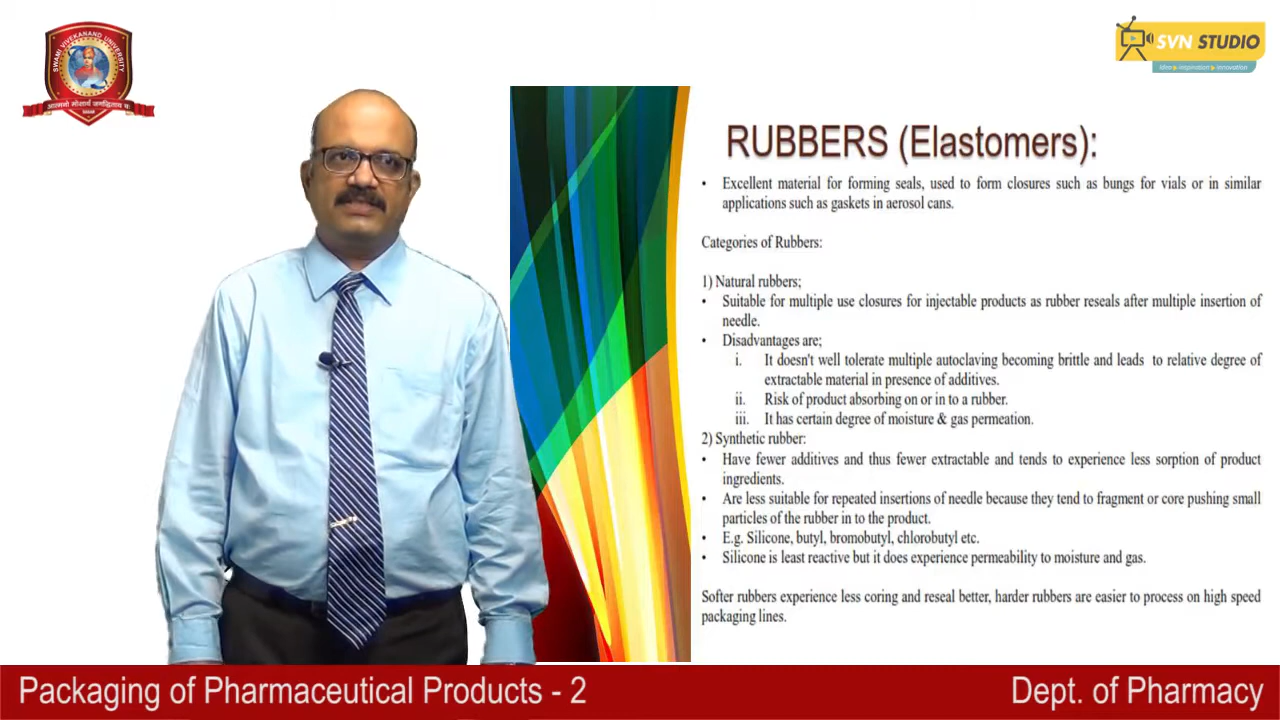 SWAMI VIVEKANAND UNIVERSITY
SVN STUDIO
Idea Inspiration Innovation
RUBBERS (Elastomers):
• Excellent material for forming seals, used to form closures such as bungs for vials or in similar
applications such as gaskets in aerosol cans.
Categories of Rubbers:
1) Natural rubbers;
• Suitable for multiple use closures for injectable products as rubber reseals after multiple insertion of
needle.
• Disadvantages are;
i. It doesn't well tolerate multiple autoclaving becoming brittle and leads to relative degree of
extractable material in presence of additives.
ii. Risk of product absorbing on or in to a rubber.
iii. It has certain degree of moisture & gas permeation.
2) Synthetic rubber:
• Have fewer additives and thus fewer extractable and tends to experience less sorption of product
ingredients.
• Are less suitable for repeated insertions of needle because they tend to fragment or core pushing small
particles of the rubber in to the product.
• E.g. Silicone, butyl, bromobutyl, chlorobutyl etc.
• Silicone is least reactive but it does experience permeability to moisture and gas.
Softer rubbers experience less coring and reseal better, harder rubbers are easier to process on high speed
packaging lines.
Packaging of Pharmaceutical Products - 2
Dept. of Pharmacy